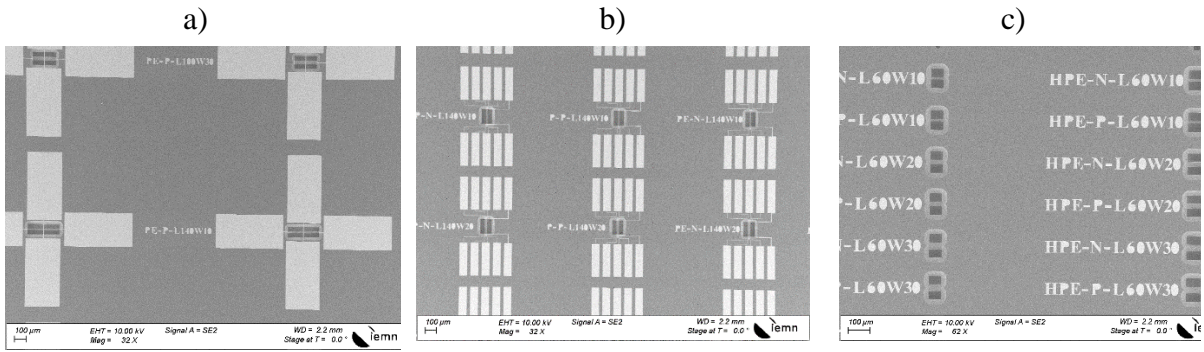 a)
b)
c)
PE-P-L100W30
PE-P-L140W10
100 µm
EHT = 10.00 kV
Signal A = SE2
WD = 2.2 mm
Mag = 32 X
Stage at T = 0.0 °
iemn
P-N-L140W10
P-P-L140W10
PE-N-L140W10
P-N-L140W20
P-P-L140W20
PE-N-L140W20
100 µm
EHT = 10.00 kV
Signal A = SE2
WD = 2.2 mm
Mag = 32 X
Stage at T = 0.0 °
iemn
N-L60W10
HPE-N-L60W10
P-L60W10
HPE-P-L60W10
N-L60W20
HPE-N-L60W20
P-L60W20
HPE-P-L60W20
N-L60W30
HPE-N-L60W30
P-L60W30
HPE-P-L60W30
100 µm
EHT = 10.00 kV
Signal A = SE2
WD = 2.2 mm
Mag = 62 X
Stage at T = 0.0 °
iem